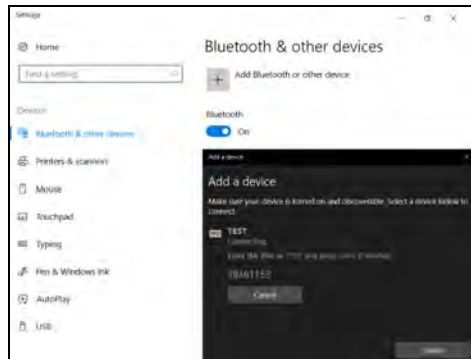 Settings
Home
Find a setting
Devices
Bluetooth & other devices
Printers & scanners
Mouse
Touchpad
Typing
Pen & Windows Ink
AutoPlay
USB
Bluetooth & other devices
Add Bluetooth or other device
Bluetooth
On
Add a device
Add a device
Make sure your device is turned on and discoverable. Select a device below to
connect.
TEST
Connecting
Cancel